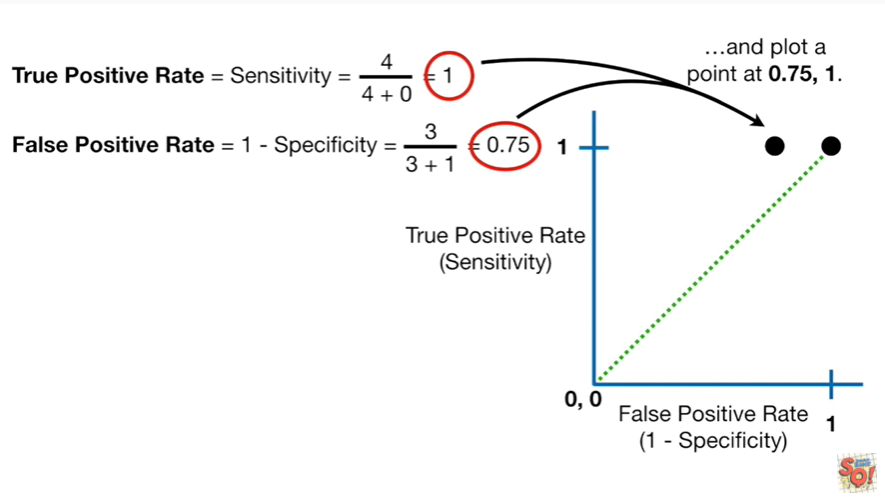 …and plot a
point at 0.75, 1.
True Positive Rate = Sensitivity = 4 / 4 + 0 = 1
False Positive Rate = 1 - Specificity = 3 / 3 + 1 = 0.75
1
True Positive Rate
(Sensitivity)
0, 0
False Positive Rate
(1 - Specificity)
1
SQ!